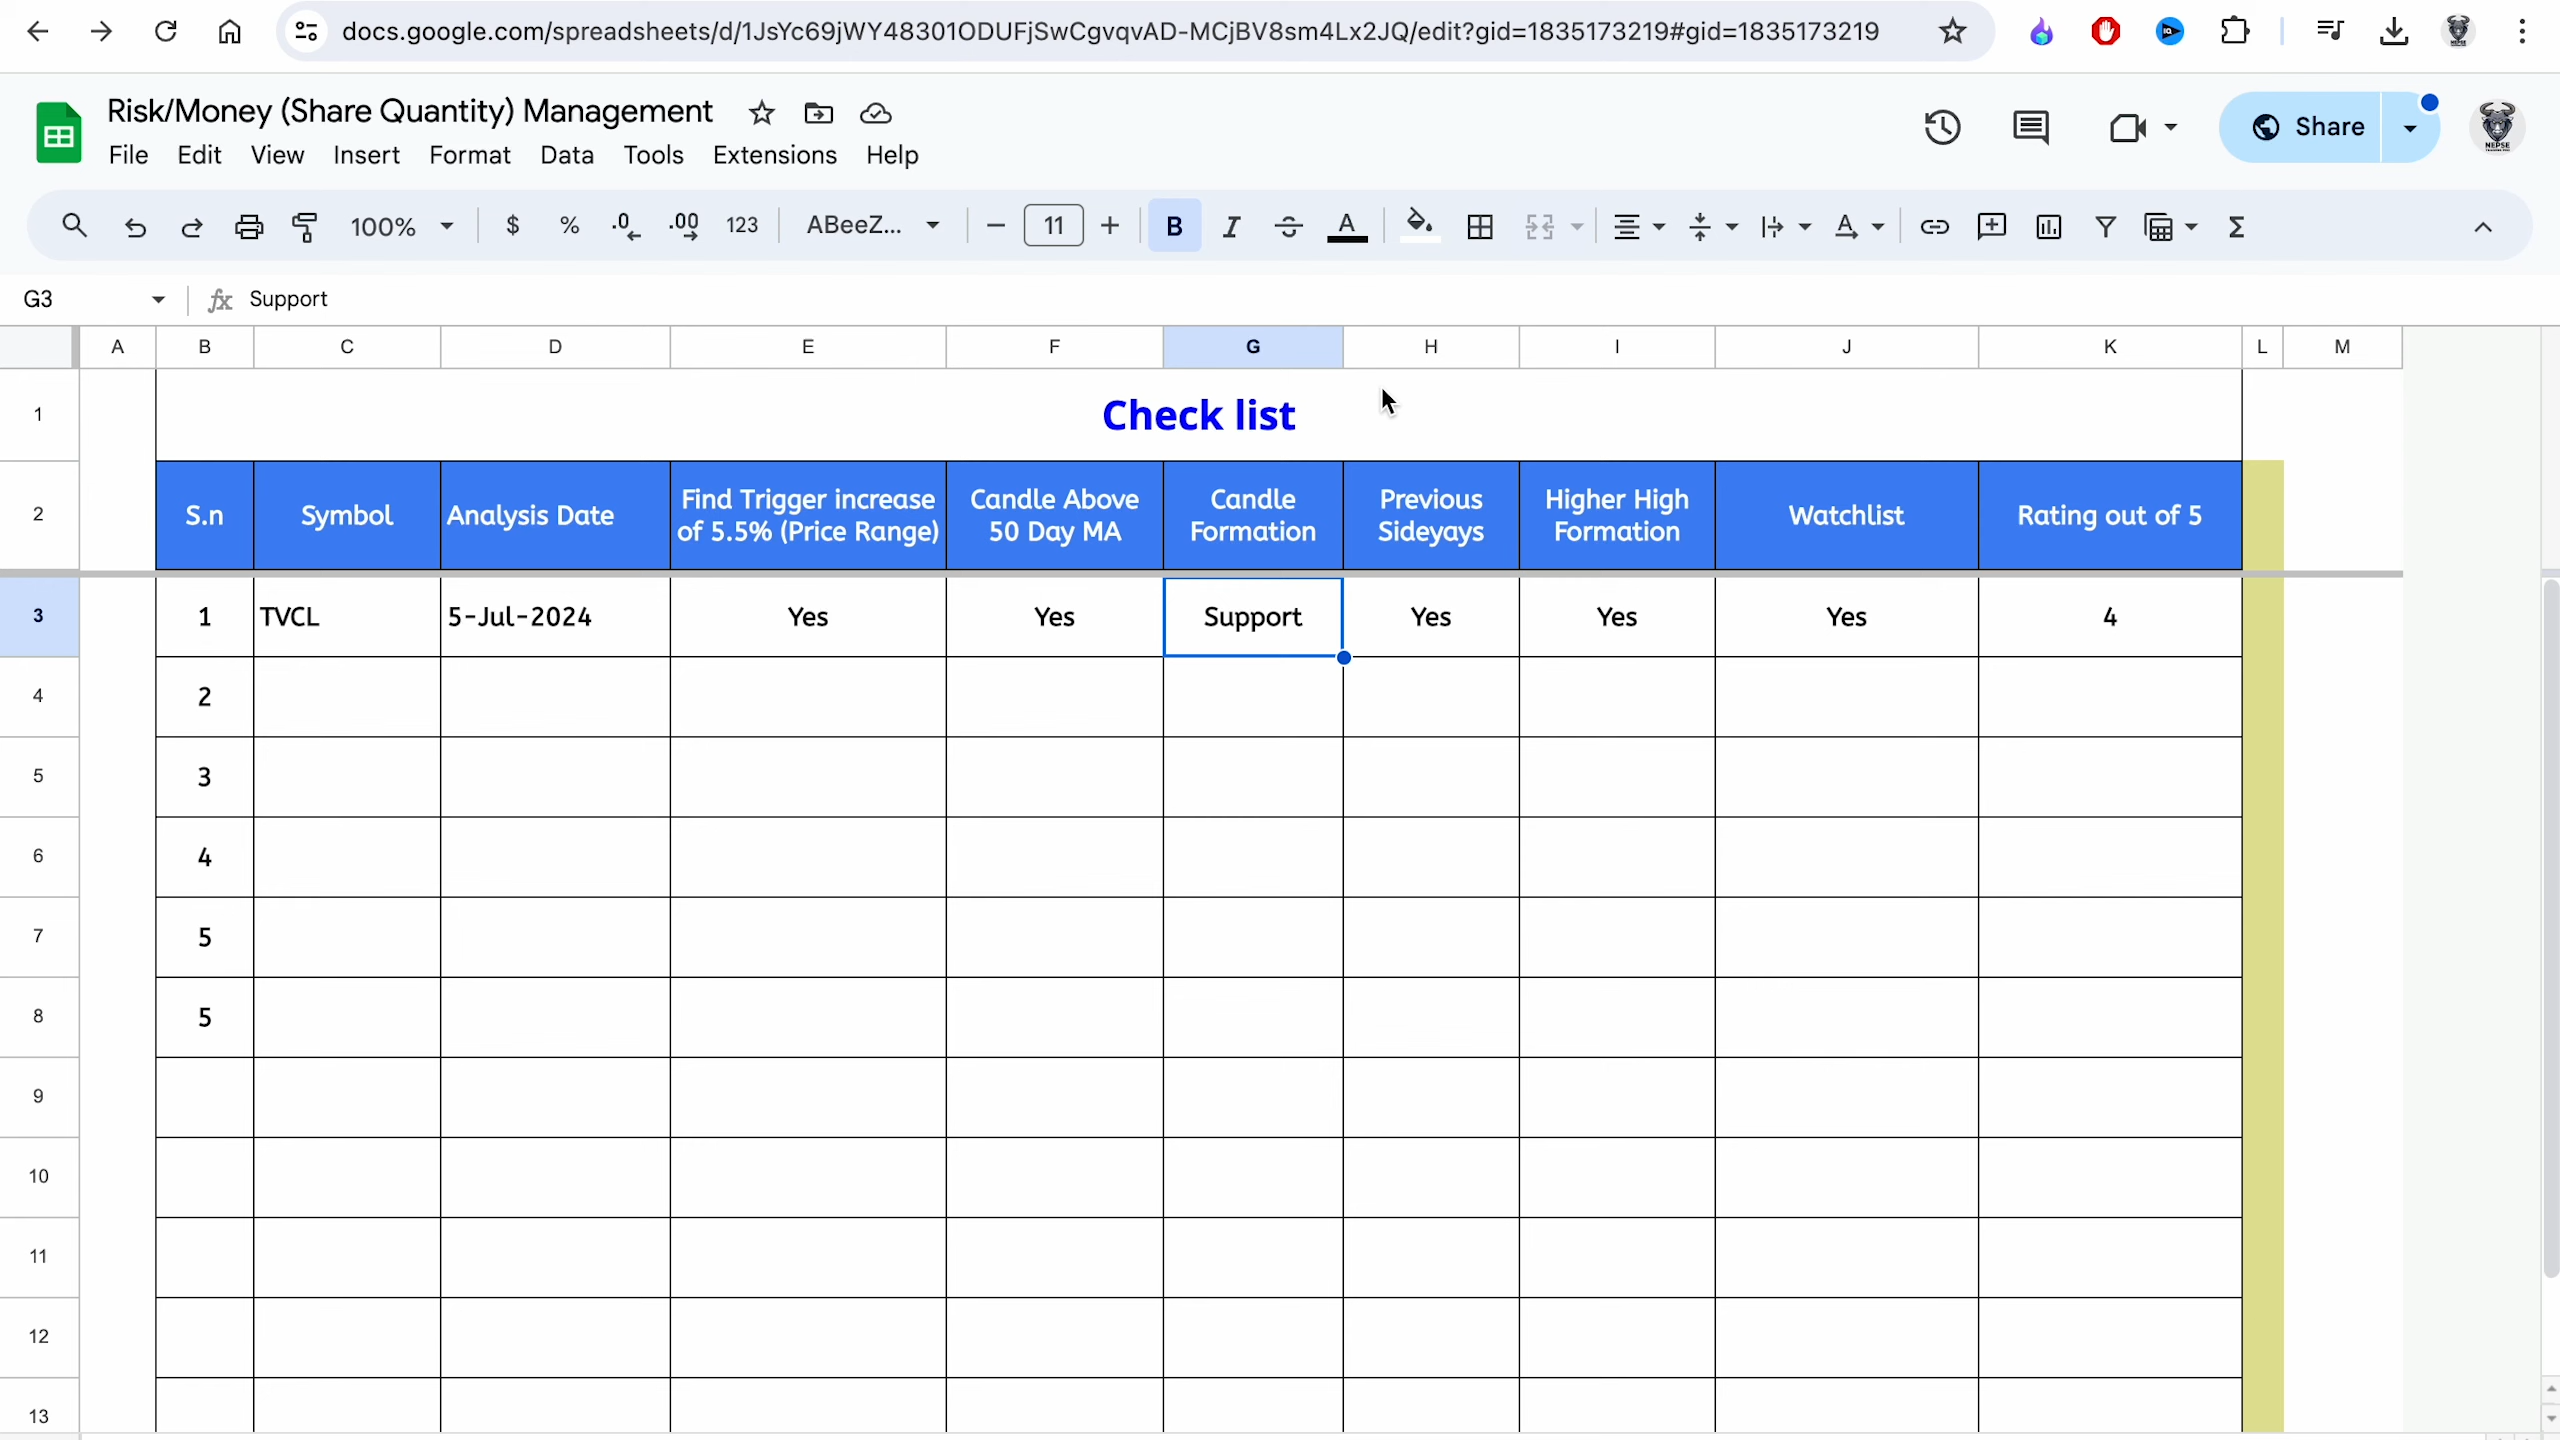 docs.google.com/spreadsheets/d/1JsYc69jWY48301ODUFjSwCgvqvAD-MCjBV8sm4Lx2JQ/edit?gid=1835173219#gid=1835173219
Risk/Money (Share Quantity) Management
File Edit View Insert Format Data Tools Extensions Help
Share
100% $ % .0 .00 123 ABeeZ... 11 B I S A
G3 fx Support
A B C D E F G H I J K L M
1 Check list
2 S.n Symbol Analysis Date Find Trigger increase of 5.5% (Price Range) Candle Above 50 Day MA Candle Formation Previous Sideyays Higher High Formation Watchlist Rating out of 5
3 1 TVCL 5-Jul-2024 Yes Yes Support Yes Yes Yes 4
4 2
5 3
6 4
7 5
8 5
9
10
11
12
13